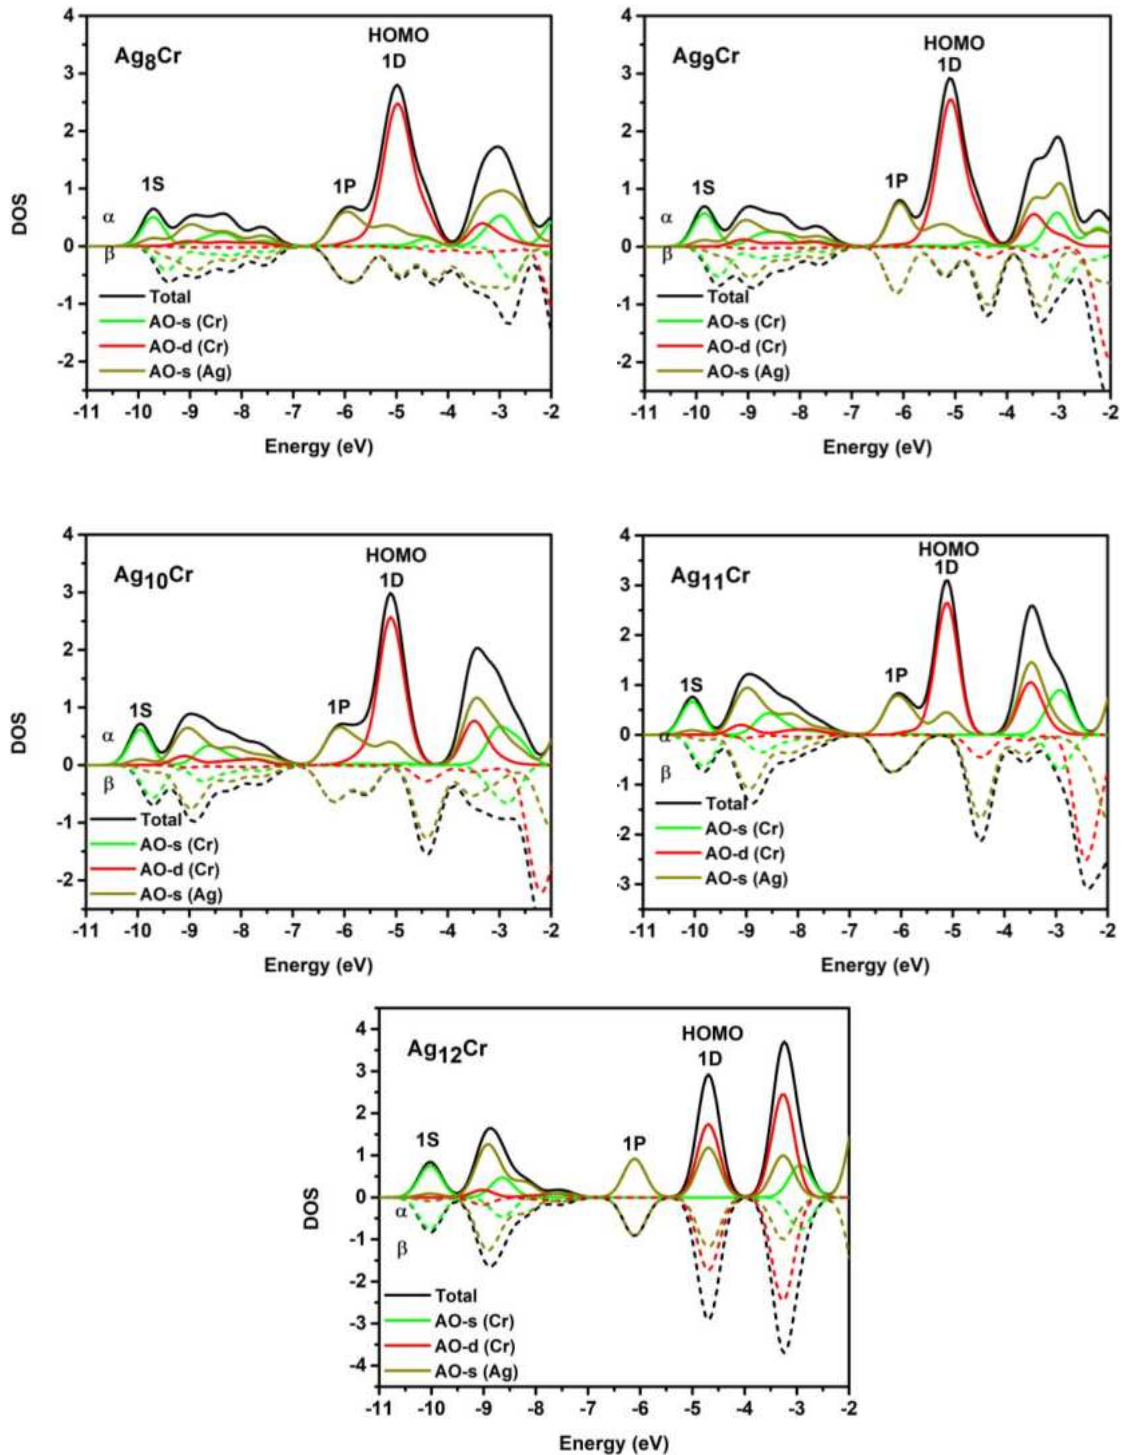 4
3
2
1
0
-1
-2
DOS
Ag8Cr
HOMO
1D
1S
1P
α
β
Total
AO-s (Cr)
AO-d (Cr)
AO-s (Ag)
-11 -10 -9 -8 -7 -6 -5 -4 -3 -2
Energy (eV)
4
3
2
1
0
-1
-2
Ag9Cr
HOMO
1D
1S
1P
α
β
Total
AO-s (Cr)
AO-d (Cr)
AO-s (Ag)
-11 -10 -9 -8 -7 -6 -5 -4 -3 -2
Energy (eV)
4
3
2
1
0
-1
-2
DOS
Ag10Cr
HOMO
1D
1S
1P
α
β
Total
AO-s (Cr)
AO-d (Cr)
AO-s (Ag)
-11 -10 -9 -8 -7 -6 -5 -4 -3 -2
Energy (eV)
4
3
2
1
0
-1
-2
-3
Ag11Cr
HOMO
1D
1S
1P
α
β
Total
AO-s (Cr)
AO-d (Cr)
AO-s (Ag)
-11 -10 -9 -8 -7 -6 -5 -4 -3 -2
Energy (eV)
4
3
2
1
0
-1
-2
-3
-4
DOS
Ag12Cr
HOMO
1D
1S
1P
α
β
Total
AO-s (Cr)
AO-d (Cr)
AO-s (Ag)
-11 -10 -9 -8 -7 -6 -5 -4 -3 -2
Energy (eV)